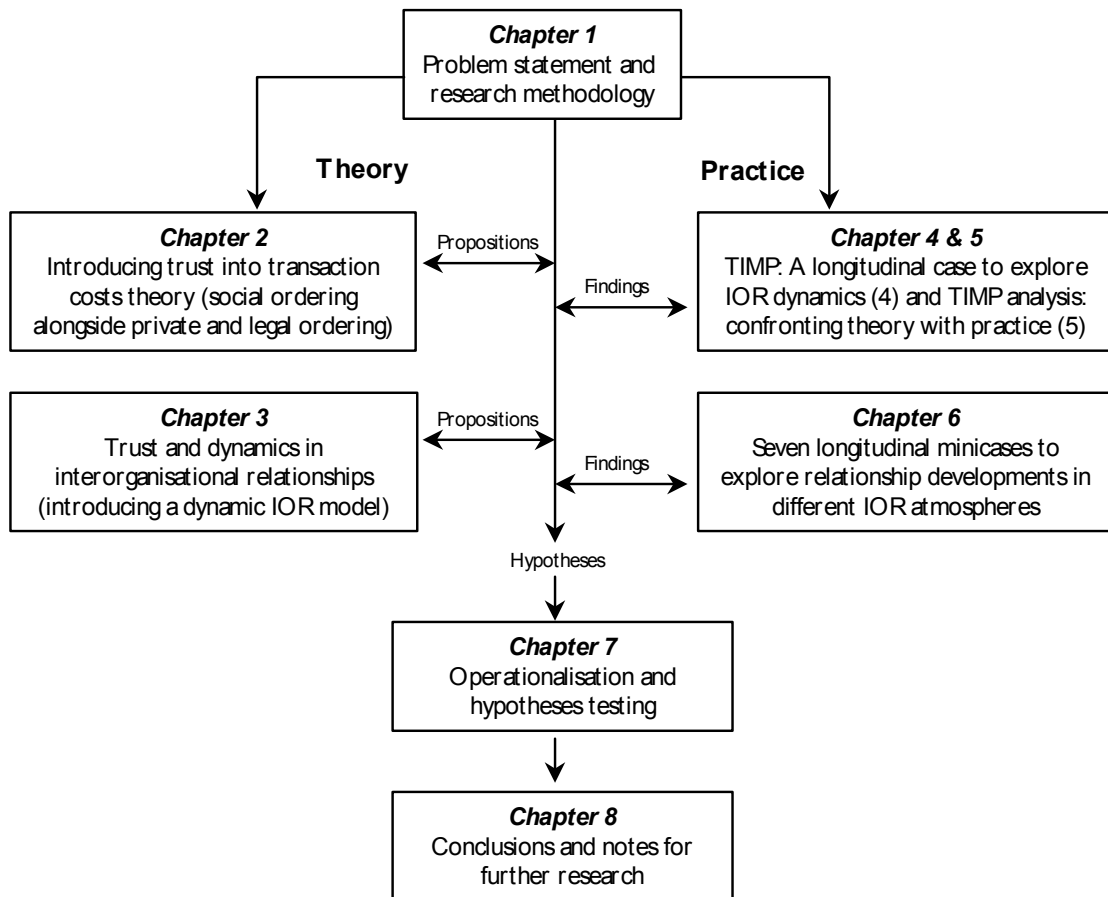 Chapter 1
Problem statement and
research methodology
Theory
Practice
Chapter 2
Introducing trust into transaction
costs theory (social ordering
alongside private and legal ordering)
Propositions
Findings
Chapter 4 & 5
TIMP: A longitudinal case to explore
IOR dynamics (4) and TIMP analysis:
confronting theory with practice (5)
Chapter 3
Trust and dynamics in
interorganisational relationships
(introducing a dynamic IOR model)
Propositions
Findings
Chapter 6
Seven longitudinal minicases to
explore relationship developments in
different IOR atmospheres
Hypotheses
Chapter 7
Operationalisation and
hypotheses testing
Chapter 8
Conclusions and notes for
further research